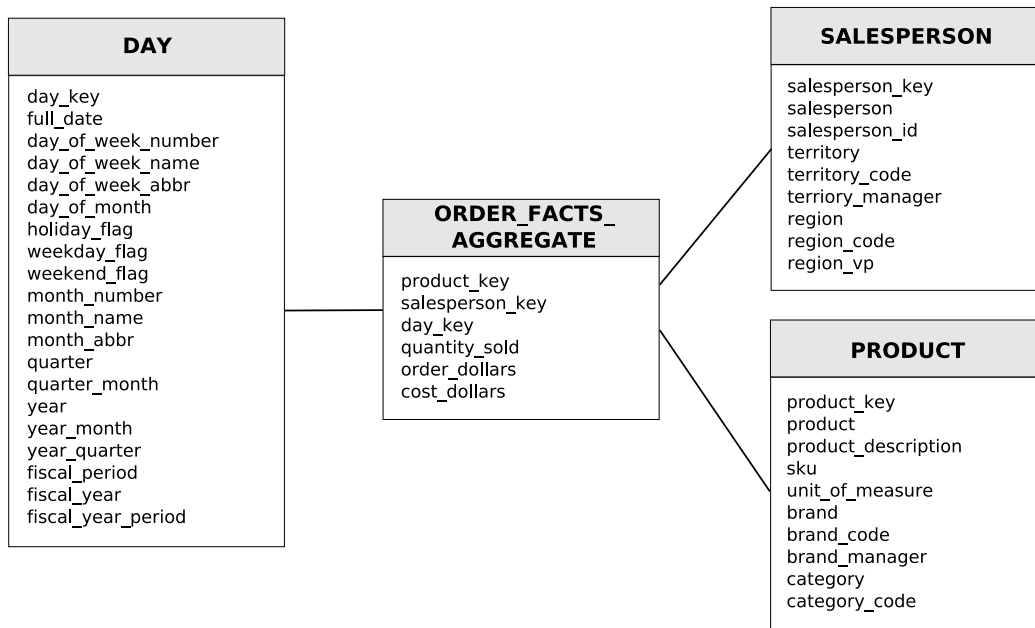 DAY
day_key
full_date
day_of_week_number
day_of_week_name
day_of_week_abbr
day_of_month
holiday_flag
weekday_flag
weekend_flag
month_number
month_name
month_abbr
quarter
quarter_month
year
year_month
year_quarter
fiscal_period
fiscal_year
fiscal_year_period
ORDER_FACTS_
AGGREGATE
product_key
salesperson_key
day_key
quantity_sold
order_dollars
cost_dollars
SALESPERSON
salesperson_key
salesperson
salesperson_id
territory
territory_code
terriory_manager
region
region_code
region_vp
PRODUCT
product_key
product
product_description
sku
unit_of_measure
brand
brand_code
brand_manager
category
category_code